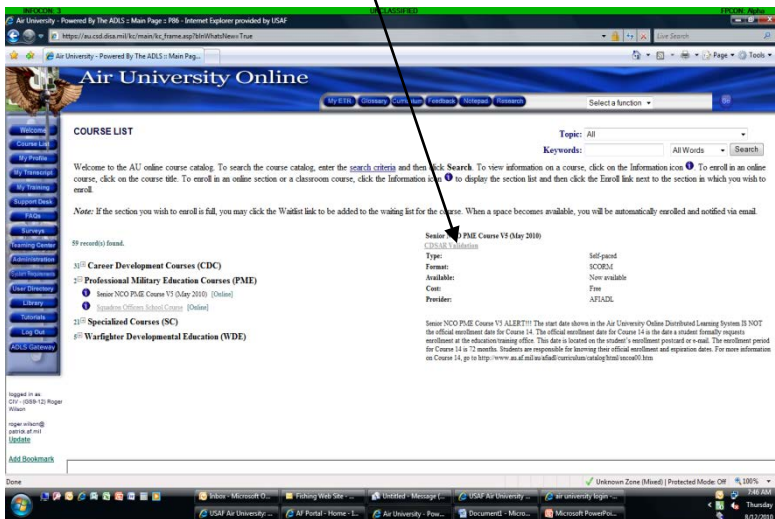 INFOCON: 3
UNCLASSIFIED
FPCON: Alpha
Air University - Powered By The ADLS :: Main Page :: P86 - Internet Explorer provided by USAF
https://au.csd.disa.mil/kc/main/kc_frame.asp?blnWhatsNew=True
Live Search
Air University - Powered By The ADLS :: Main Pag...
Page
Tools
Air University Online
My ETIs Glossary Curriculum Feedback Notepad Research
Select a function
Go
Welcome
Course List
My Profile
My Transcript
My Training
Support Desk
FAQs
Surveys
Learning Center
Administration
System Requirements
User Directory
Library
Tutorials
Log Out
ADLS Gateway
COURSE LIST
Topic: All
Keywords: All Words Search
Welcome to the AU online course catalog. To search the course catalog, enter the search criteria and then click Search. To view information on a course, click on the Information icon. To enroll in an online
course, click on the course title. To enroll in an online section or a classroom course, click the Information icon to display the section list and then click the Enroll link next to the section in which you wish to
enroll.
Note: If the section you wish to enroll is full, you may click the Waitlist link to be added to the waiting list for the course. When a space becomes available, you will be automatically enrolled and notified via email.
59 record(s) found.
31 Career Development Courses (CDC)
2 Professional Military Education Courses (PME)
Senior NCO PME Course V5 (May 2010) [Online]
Squadron Officers School Course [Online]
21 Specialized Courses (SC)
Warfighter Developmental Education (WDE)
Senior NCO PME Course V5 (May 2010)
CDSAR Validation
Type: Self-paced
Format: SCORM
Available: Now available
Cost: Free
Provider: AFIADL
Senior NCO PME Course V5 ALERT!!! The start date shown in the Air University Online Distributed Learning System IS NOT
the official enrollment date for Course 14. The official enrollment date for Course 14 is the date a student formally requests
enrollment at the education/training office. This date is located on the student's enrollment postcard or e-mail. The enrollment period
for Course 14 is 72 months. Students are responsible for knowing their official enrollment and expiration dates. For more information
on Course 14, go to http://www.au.af.mil/au/afiadl/curriculum/catalog/html/sncoa00.htm
logged in as:
CIV - (GS9-12) Roger
Wilson
roger.wilson@
patrick.af.mil
Update
Add Bookmark
Done
Unknown Zone (Mixed) | Protected Mode: Off
100%
Inbox - Microsoft O...
Fishing Web Site - ...
Untitled - Message (...
USAF Air University ...
air university login -...
7:46 AM
USAF Air University: ...
AF Portal - Home - I...
Air University - Pow...
Document1 - Micro...
Microsoft PowerPoi...
Thursday
8/12/2010